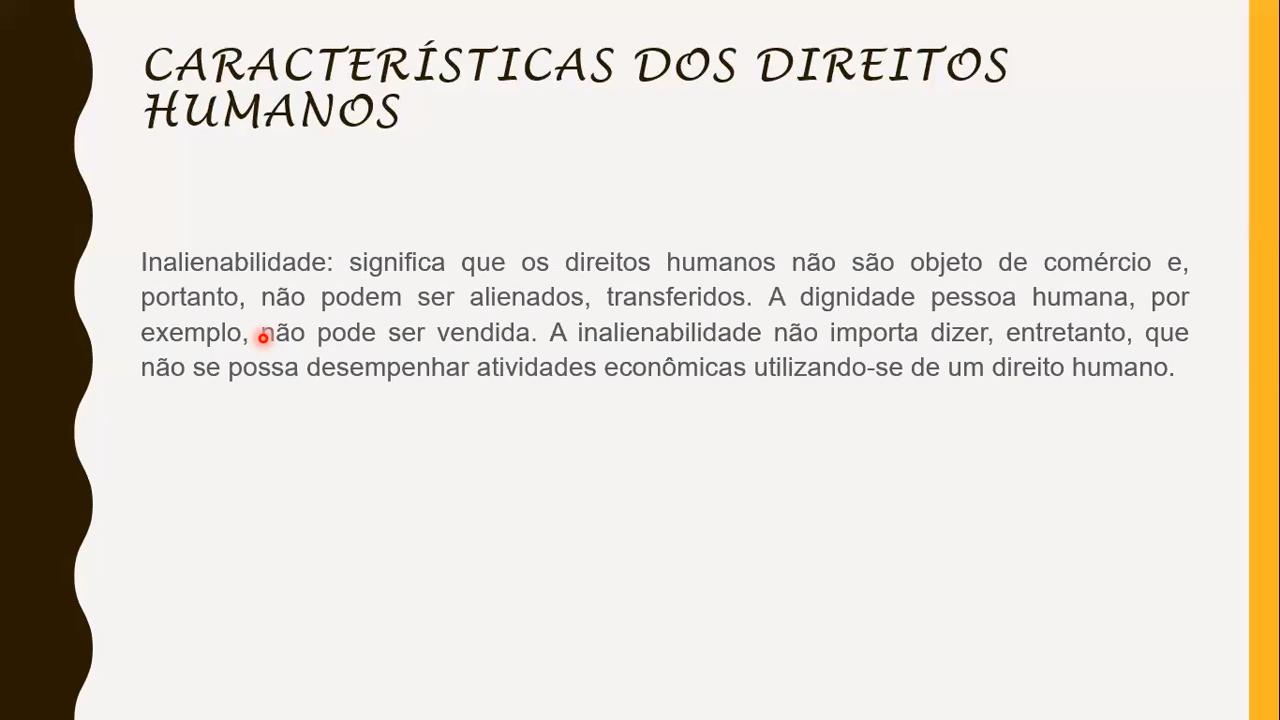 CARACTERÍSTICAS DOS DIREITOS
HUMANOS
Inalienabilidade: significa que os direitos humanos não são objeto de comércio e,
portanto, não podem ser alienados, transferidos. A dignidade pessoa humana, por
exemplo, não pode ser vendida. A inalienabilidade não importa dizer, entretanto, que
não se possa desempenhar atividades econômicas utilizando-se de um direito humano.